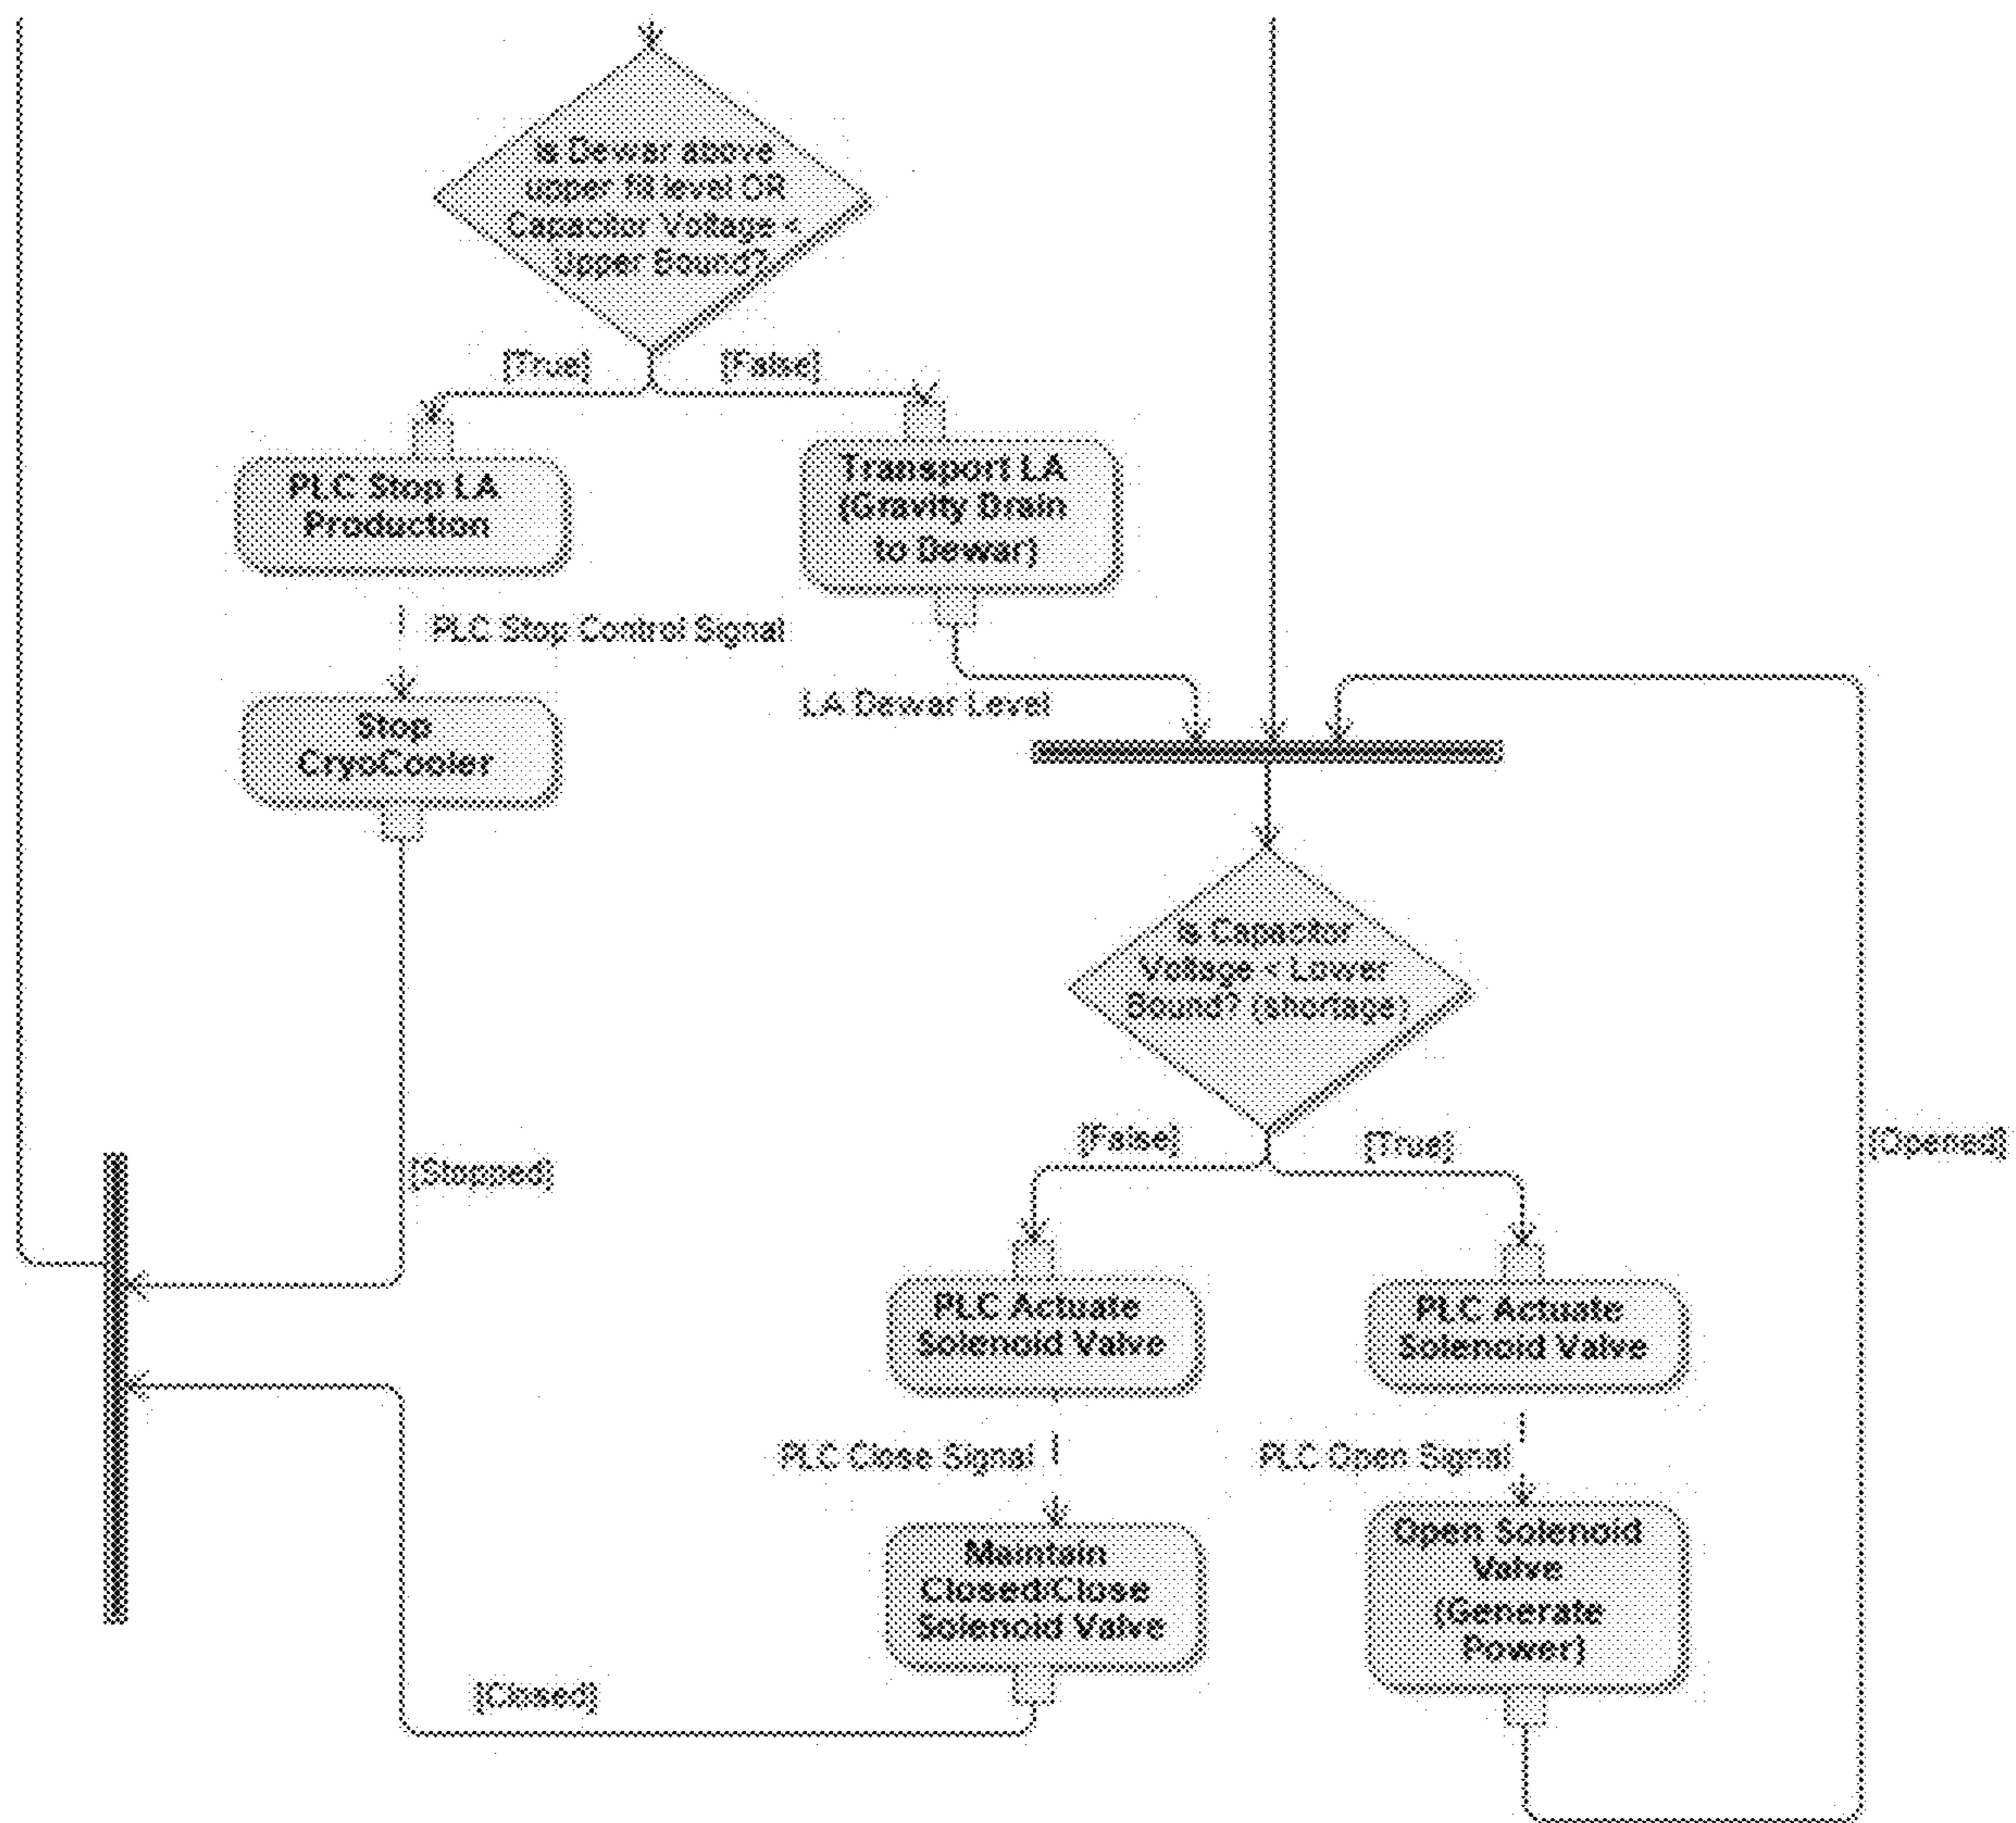 Is Dewar above
upper fill level OR
Capacitor Voltage <
Upper Bound?
[True]
[False]
PLC Stop LA
Production
Transport LA
(Gravity Drain
to Dewar)
PLC Stop Control Signal
Stop
CryoCooler
LA Dewar Level
Is Capacitor
Voltage < Lower
Bound? (shortage)
[False]
[True]
[Opened]
[Stopped]
PLC Actuate
Solenoid Valve
PLC Actuate
Solenoid Valve
PLC Close Signal
PLC Open Signal
Maintain
Closed/Close
Solenoid Valve
Open Solenoid
Valve
(Generate
Power)
[Closed]